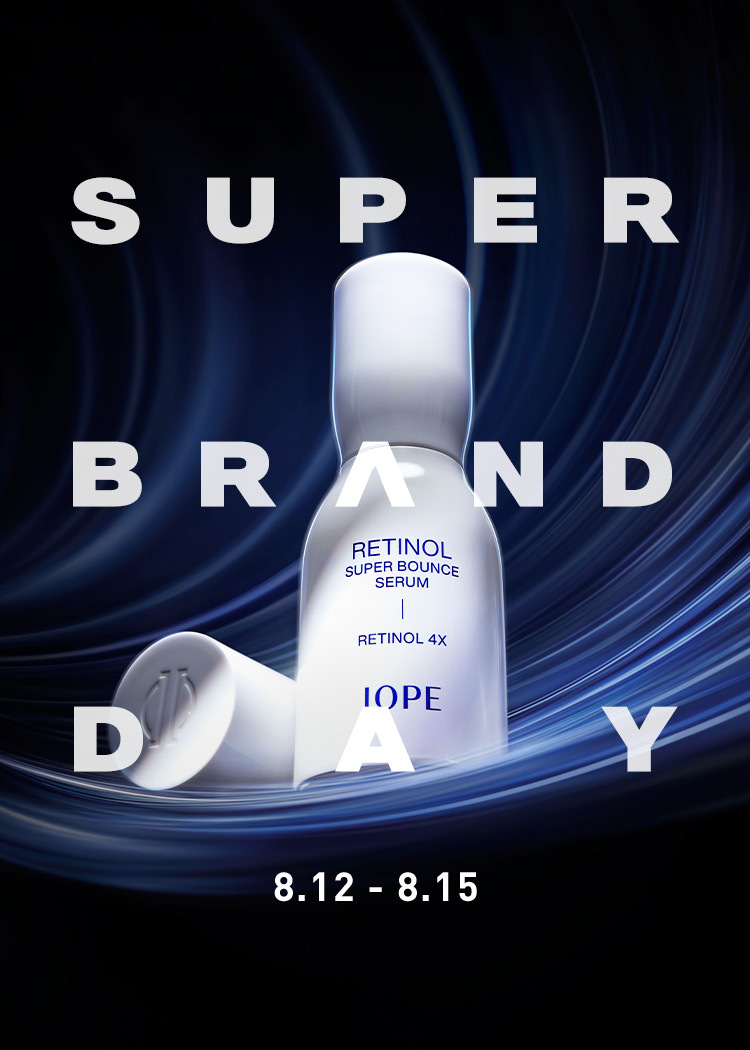 SUPER
BRAND
RETINOL
SUPER BOUNCE
SERUM
RETINOL 4X
IOPE
DAY
8.12 - 8.15